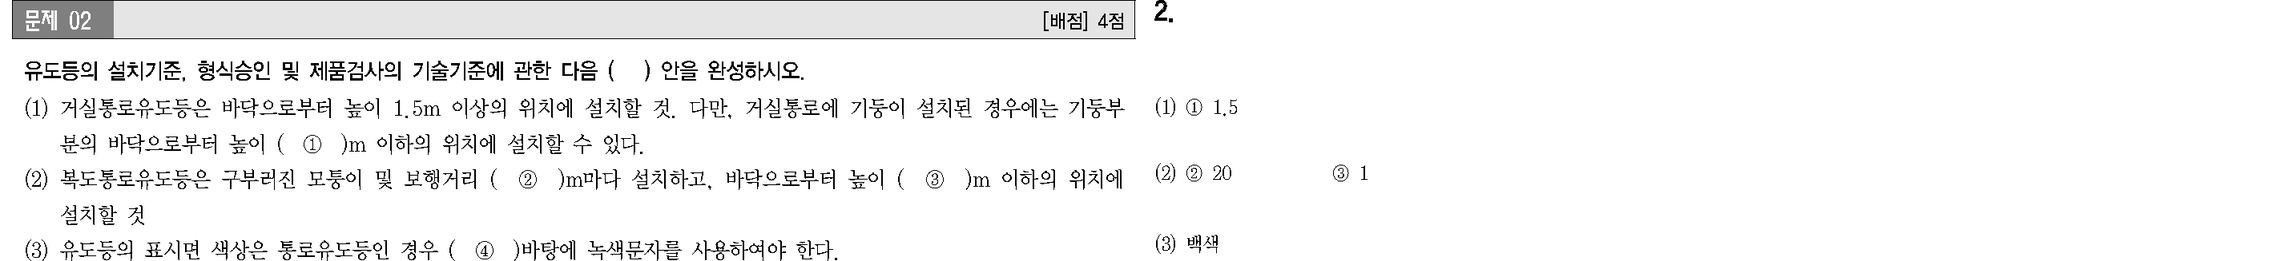 문제 02
[배점] 4점
유도등의 설치기준, 형식승인 및 제품검사의 기술기준에 관한 다음 (   ) 안을 완성하시오.
(1) 거실통로유도등은 바닥으로부터 높이 1.5m 이상의 위치에 설치할 것. 다만, 거실통로에 기둥이 설치된 경우에는 기둥부
분의 바닥으로부터 높이 ( ① )m 이하의 위치에 설치할 수 있다.
(2) 복도통로유도등은 구부러진 모퉁이 및 보행거리 ( ② )m마다 설치하고, 바닥으로부터 높이 ( ③ )m 이하의 위치에
설치할 것
(3) 유도등의 표시면 색상은 통로유도등인 경우 ( ④ )바탕에 녹색문자를 사용하여야 한다.
2.
(1) ① 1.5
(2) ② 20 ③ 1
(3) 백색